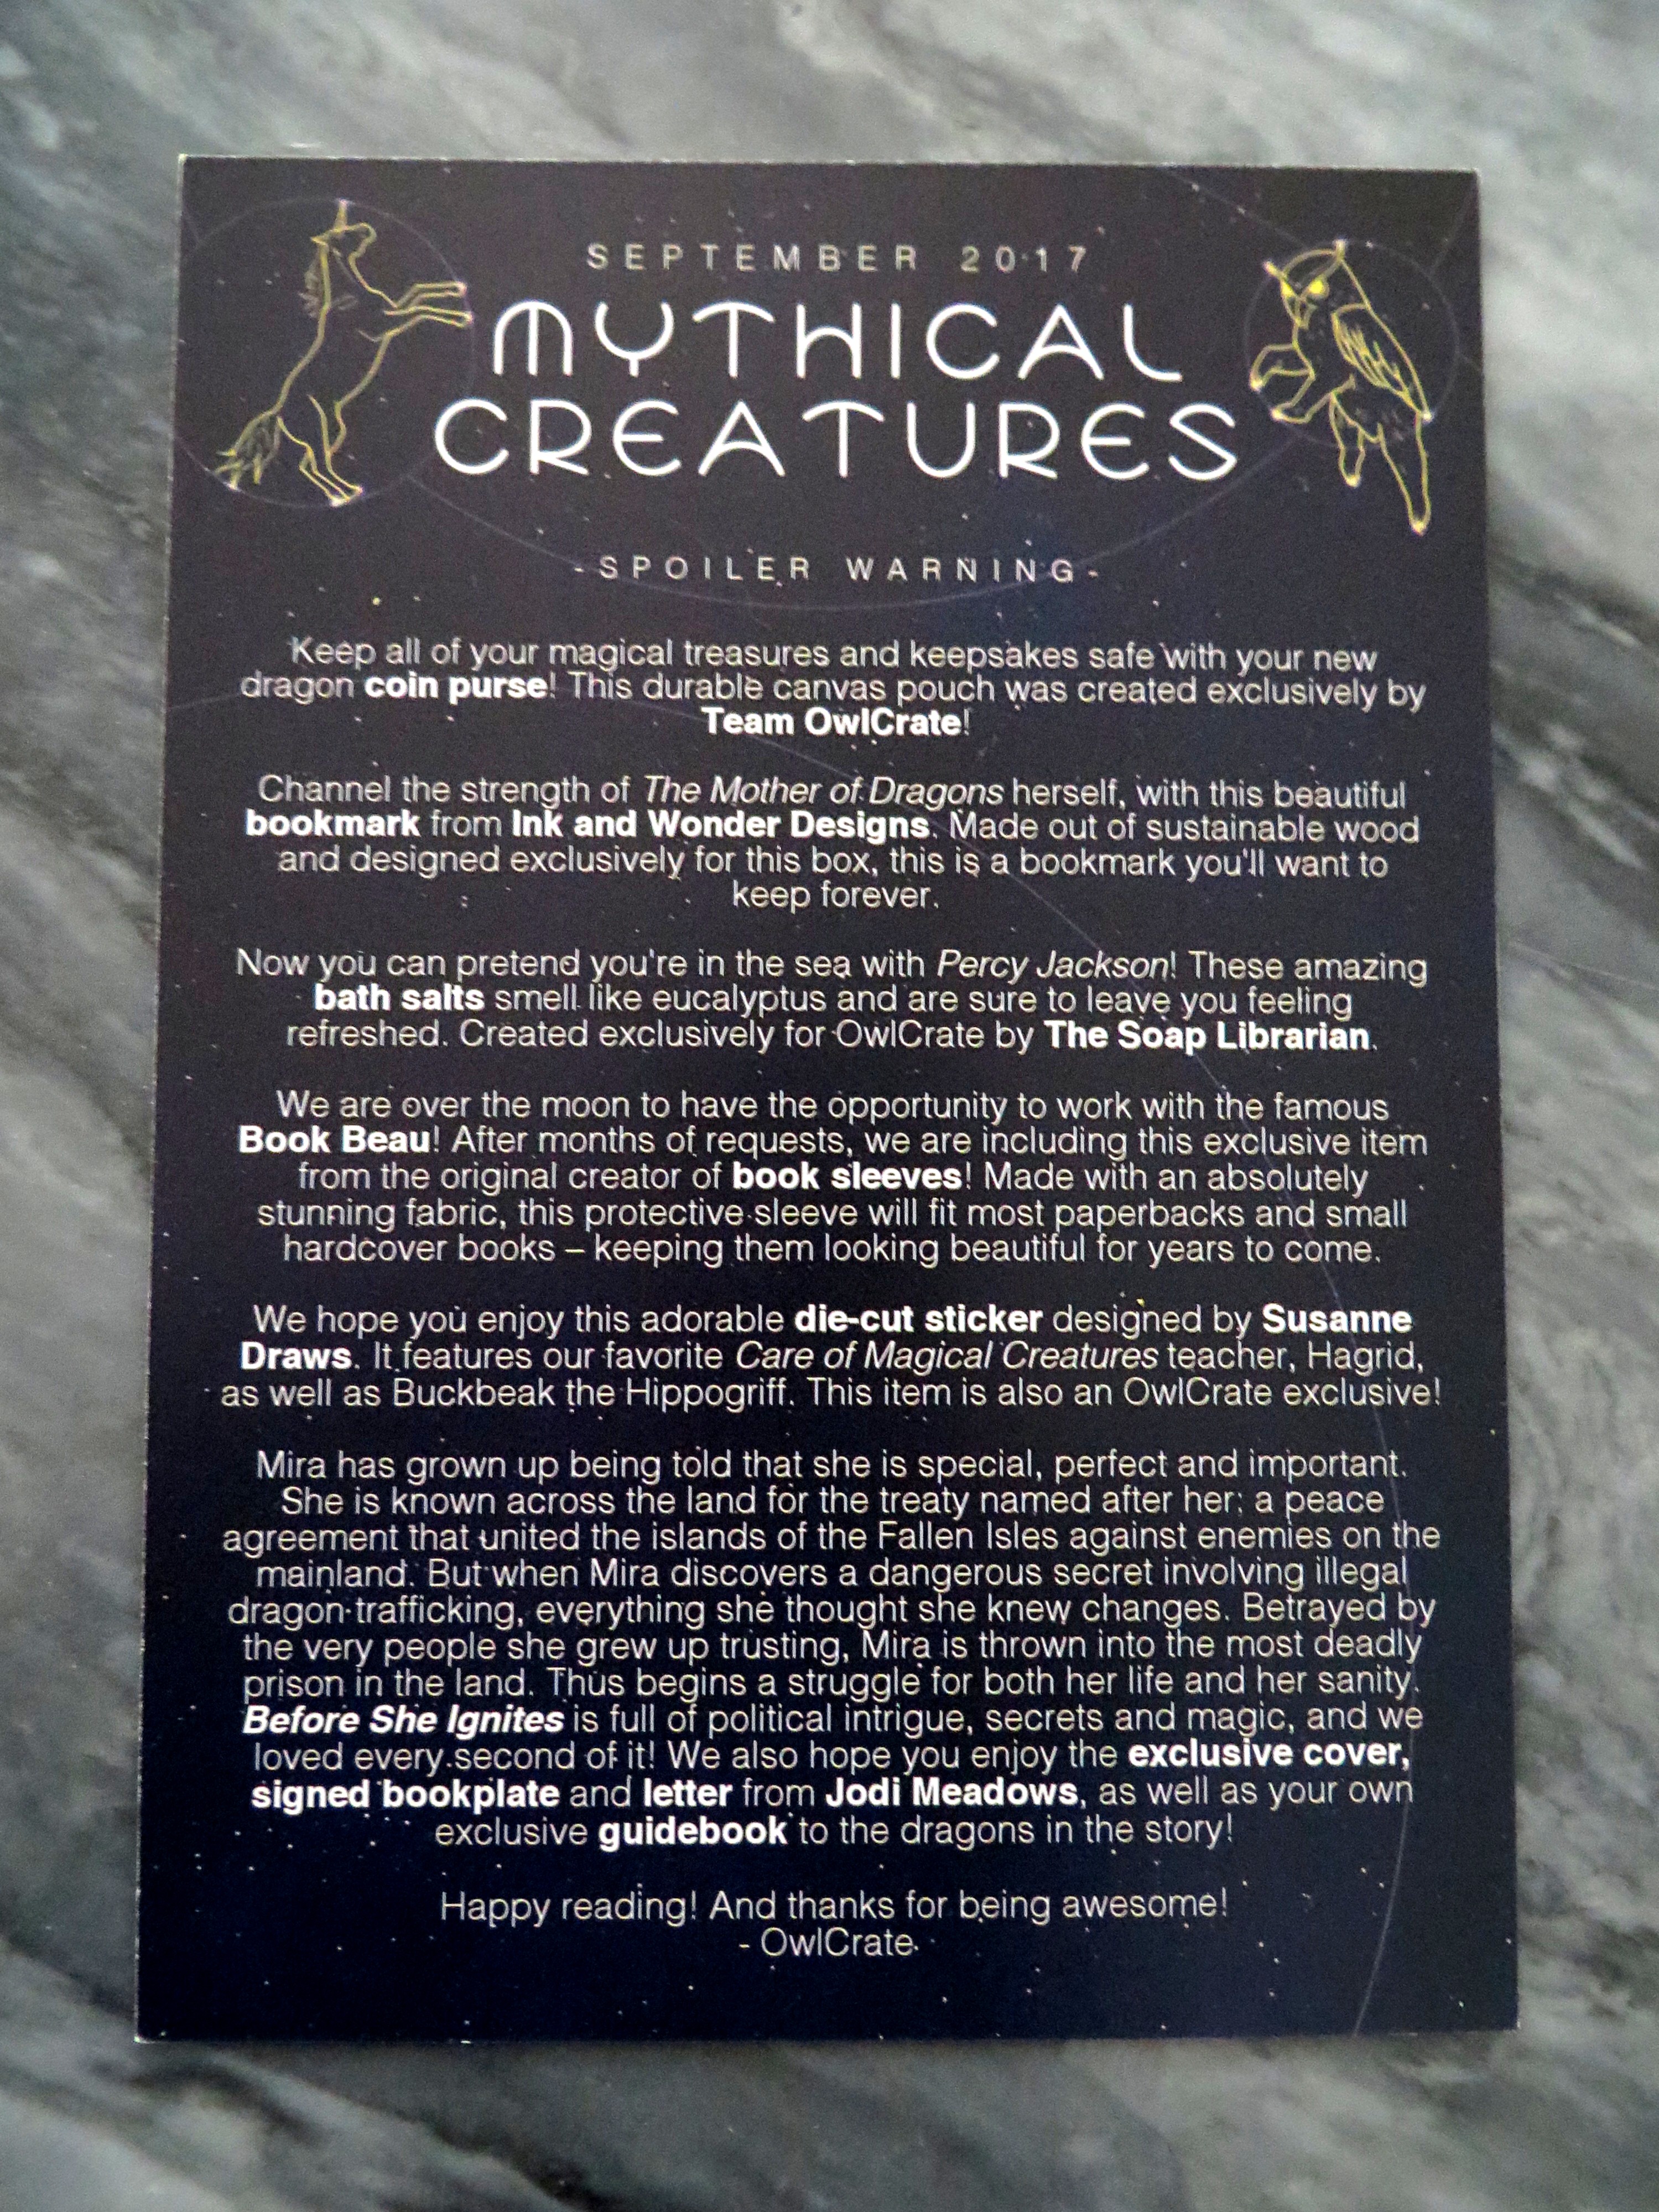 SEPTEMBER 2017
MYTHICAL
CREATURES
-SPOILER WARNING-
Keep all of your magical treasures and keepsakes safe with your new
dragon coin purse! This durable canvas pouch was created exclusively by
Team OwlCrate!
Channel the strength of The Mother of Dragons herself, with this beautiful
bookmark from Ink and Wonder Designs. Made out of sustainable wood
and designed exclusively for this box, this is a bookmark you'll want to
keep forever.
Now you can pretend you're in the sea with Percy Jackson! These amazing
bath salts smell like eucalyptus and are sure to leave you feeling
refreshed. Created exclusively for OwlCrate by The Soap Librarian.
We are over the moon to have the opportunity to work with the famous
Book Beau! After months of requests, we are including this exclusive item
from the original creator of book sleeves! Made with an absolutely
stunning fabric, this protective sleeve will fit most paperbacks and small
hardcover books – keeping them looking beautiful for years to come.
We hope you enjoy this adorable die-cut sticker designed by Susanne
Draws. It features our favorite Care of Magical Creatures teacher, Hagrid,
as well as Buckbeak the Hippogriff. This item is also an OwlCrate exclusive!
Mira has grown up being told that she is special, perfect and important.
She is known across the land for the treaty named after her; a peace
agreement that united the islands of the Fallen Isles against enemies on the
mainland. But when Mira discovers a dangerous secret involving illegal
dragon trafficking, everything she thought she knew changes. Betrayed by
the very people she grew up trusting, Mira is thrown into the most deadly
prison in the land. Thus begins a struggle for both her life and her sanity.
Before She Ignites is full of political intrigue, secrets and magic, and we
loved every second of it! We also hope you enjoy the exclusive cover,
signed bookplate and letter from Jodi Meadows, as well as your own
exclusive guidebook to the dragons in the story!
Happy reading! And thanks for being awesome!
- OwlCrate